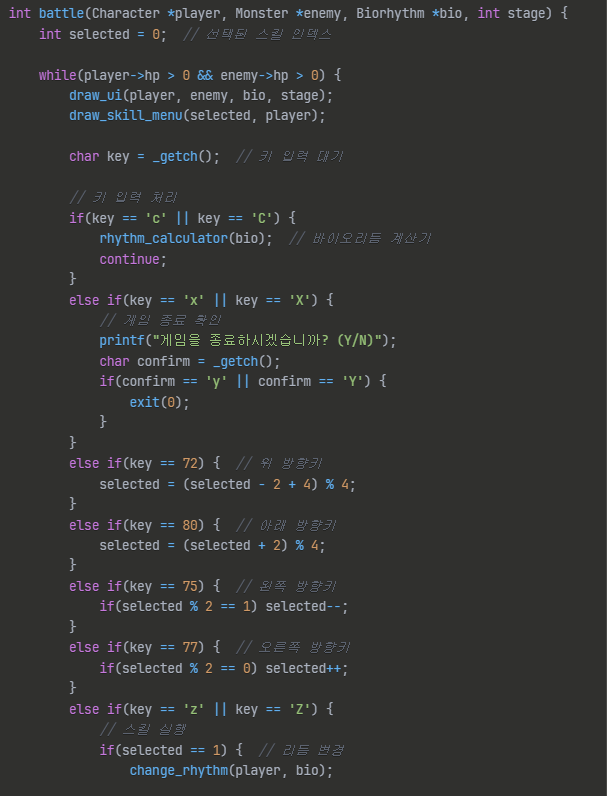 int battle(Character *player, Monster *enemy, Biorhythm *bio, int stage) {
    int selected = 0;  // 선택된 스킬 인덱스

    while(player->hp > 0 && enemy->hp > 0) {
        draw_ui(player, enemy, bio, stage);
        draw_skill_menu(selected, player);

        char key = _getch();  // 키 입력 대기

        // 키 입력 처리
        if(key == 'c' || key == 'C') {
            rhythm_calculator(bio);  // 바이오리듬 계산기
            continue;
        }
        else if(key == 'x' || key == 'X') {
            // 게임 종료 확인
            printf("게임을 종료하시겠습니까? (Y/N)");
            char confirm = _getch();
            if(confirm == 'y' || confirm == 'Y') {
                exit(0);
            }
        }
        else if(key == 72) {  // 위 방향키
            selected = (selected - 2 + 4) % 4;
        }
        else if(key == 80) {  // 아래 방향키
            selected = (selected + 2) % 4;
        }
        else if(key == 75) {  // 왼쪽 방향키
            if(selected % 2 == 1) selected--;
        }
        else if(key == 77) {  // 오른쪽 방향키
            if(selected % 2 == 0) selected++;
        }
        else if(key == 'z' || key == 'Z') {
            // 스킬 실행
            if(selected == 1) {  // 리듬 변경
                change_rhythm(player, bio);